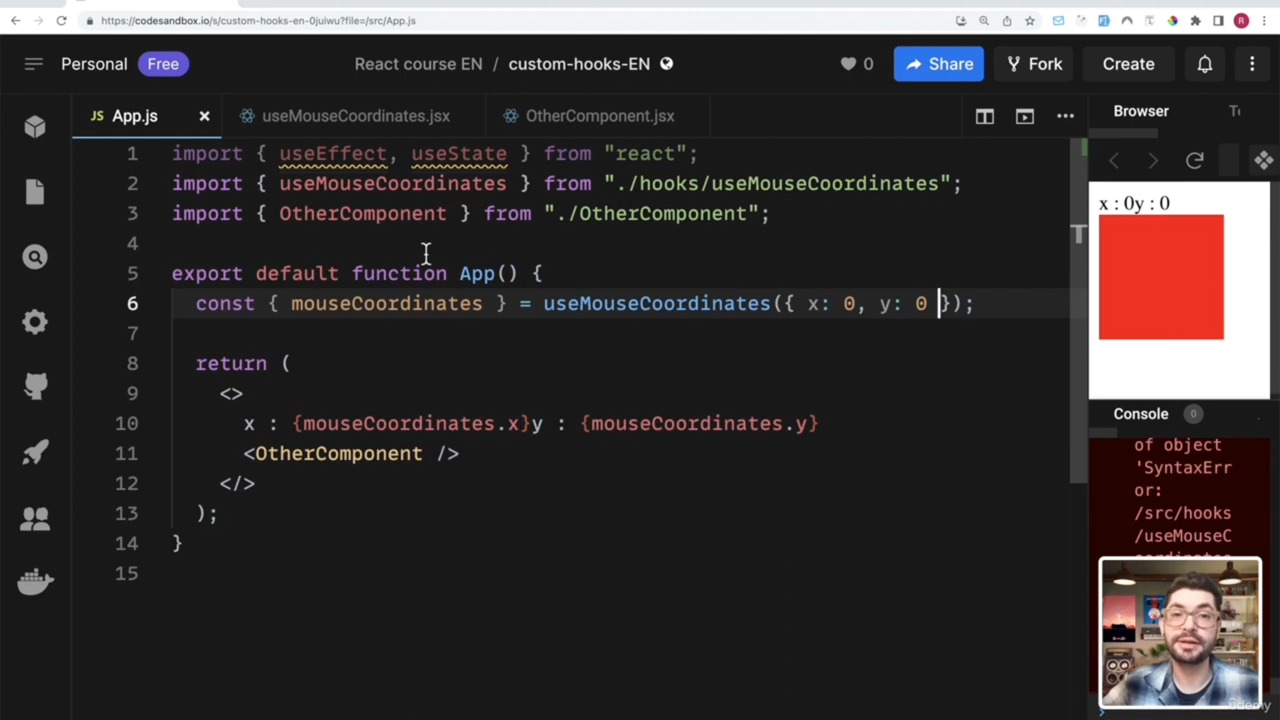 https://codesandbox.io/s/custom-hooks-en-0juiwu?file=/src/App.js
R
Personal Free
React course EN / custom-hooks-EN
0
Share
Fork
Create
JS App.js
useMouseCoordinates.jsx
OtherComponent.jsx
Browser
1 import { useEffect, useState } from "react";
2 import { useMouseCoordinates } from "./hooks/useMouseCoordinates";
3 import { OtherComponent } from "./OtherComponent";
4
5 export default function App() {
6 const { mouseCoordinates } = useMouseCoordinates({ x: 0, y: 0 });
7
8 return (
9 <>
10 x : {mouseCoordinates.x}y : {mouseCoordinates.y}
11 <OtherComponent />
12 </>
13 );
14 }
15
x : 0y : 0
Console 0
of object
'SyntaxErr
or:
/src/hooks
/useMouseC
oordinates
ûdemy